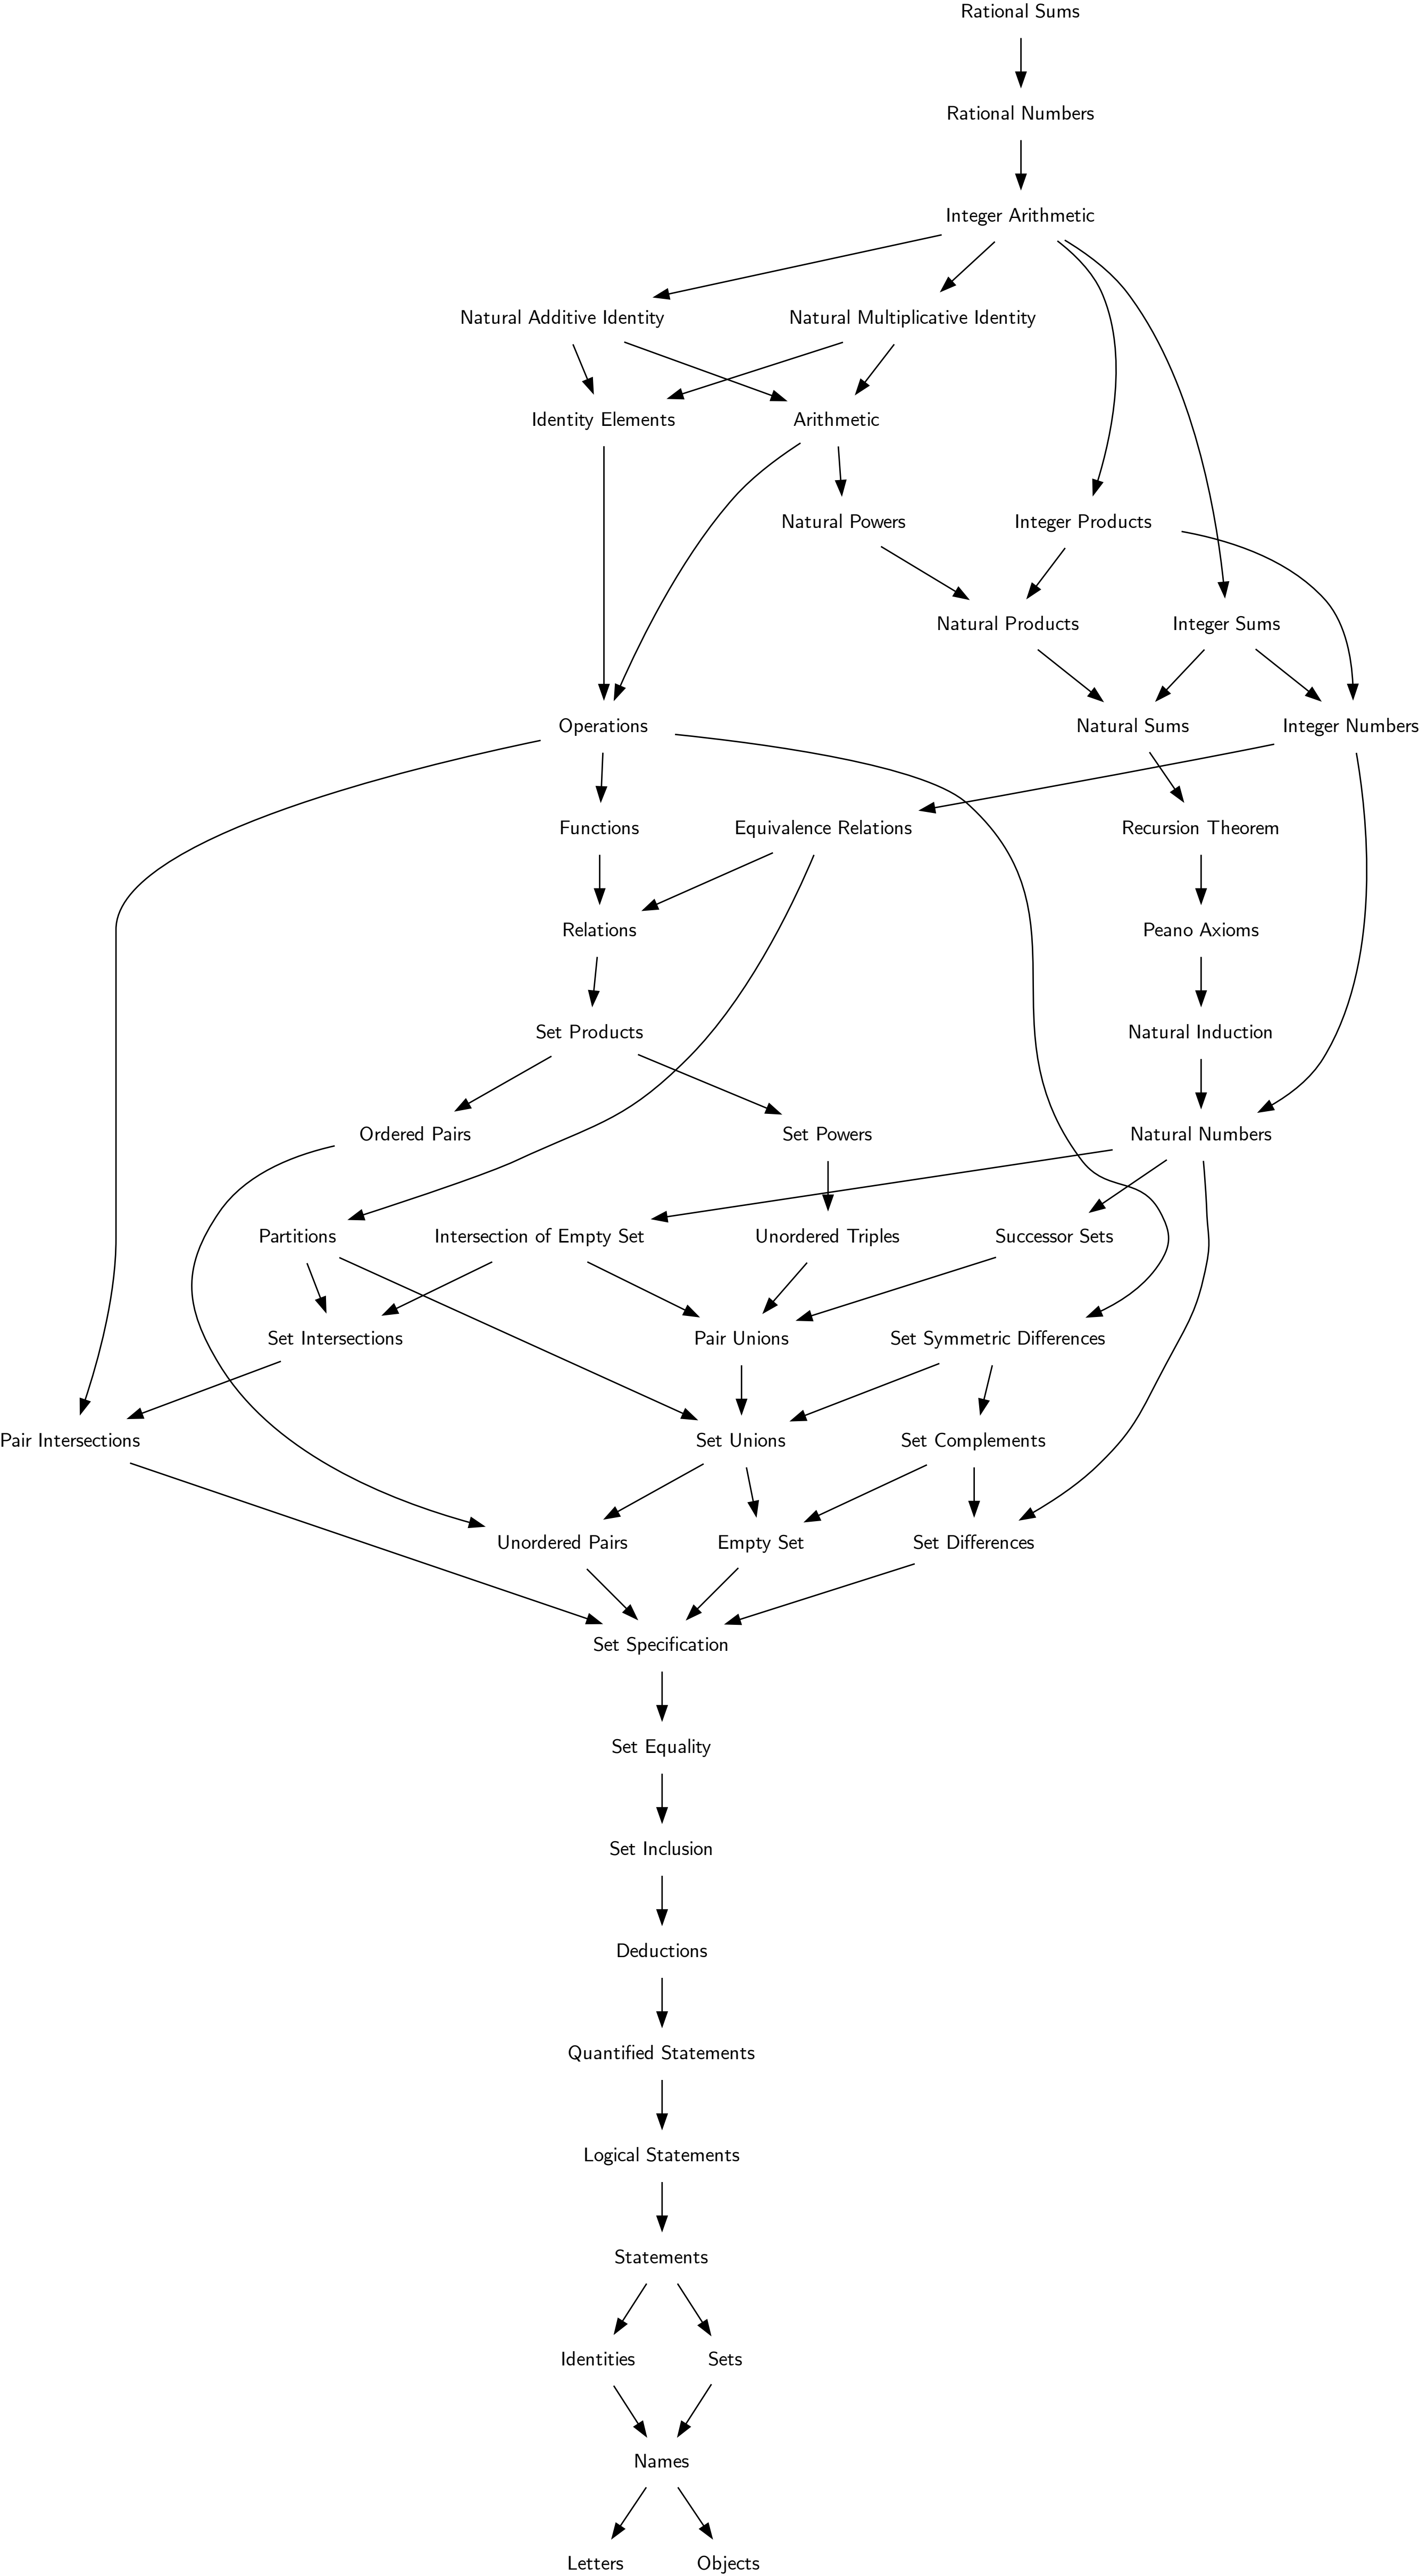 Rational Sums
Rational Numbers
Integer Arithmetic
Natural Additive Identity
Natural Multiplicative Identity
Identity Elements
Arithmetic
Natural Powers
Integer Products
Natural Products
Integer Sums
Operations
Natural Sums
Integer Numbers
Functions
Equivalence Relations
Recursion Theorem
Relations
Peano Axioms
Set Products
Natural Induction
Ordered Pairs
Set Powers
Natural Numbers
Partitions
Intersection of Empty Set
Unordered Triples
Successor Sets
Set Intersections
Pair Unions
Set Symmetric Differences
Pair Intersections
Set Unions
Set Complements
Unordered Pairs
Empty Set
Set Differences
Set Specification
Set Equality
Set Inclusion
Deductions
Quantified Statements
Logical Statements
Statements
Identities
Sets
Names
Letters
Objects